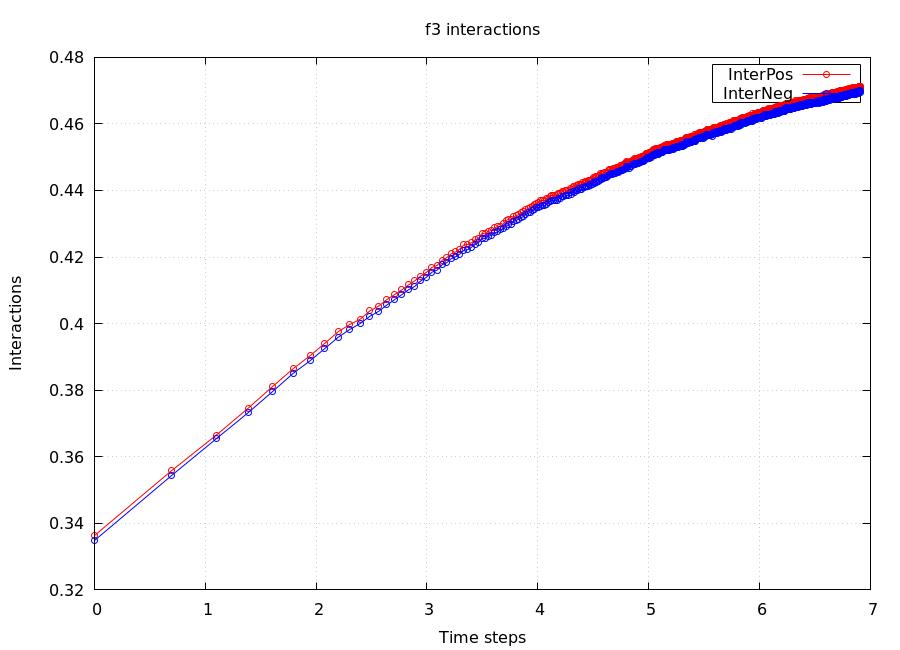 f3 interactions
0.48
0.46
0.44
0.42
0.4
0.38
0.36
0.34
0.32
Interactions
InterPos
InterNeg
0 1 2 3 4 5 6 7
Time steps